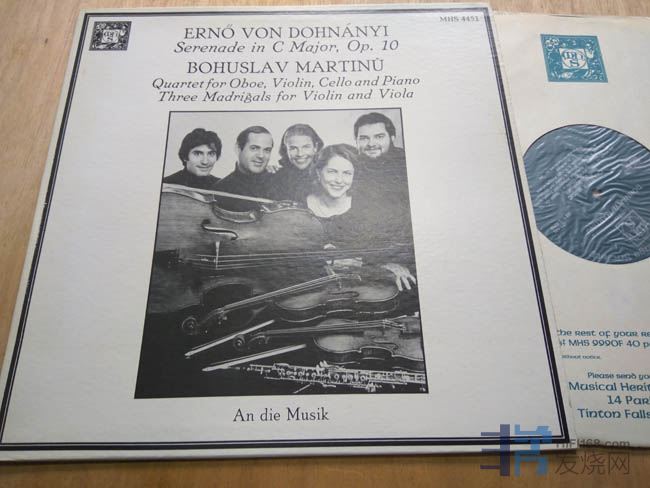 MHS 4451
ERNŐ VON DOHNÁNYI
Serenade in C Major, Op. 10
BOHUSLAV MARTINŮ
Quartet for Oboe, Violin, Cello and Piano
Three Madrigals for Violin and Viola
An die Musik
the rest of your re
MHS 9990F 40 p
without notice.
Please send yo
Musical Herit
14 Par
Tinton Falls
HIFI168.com
发烧网